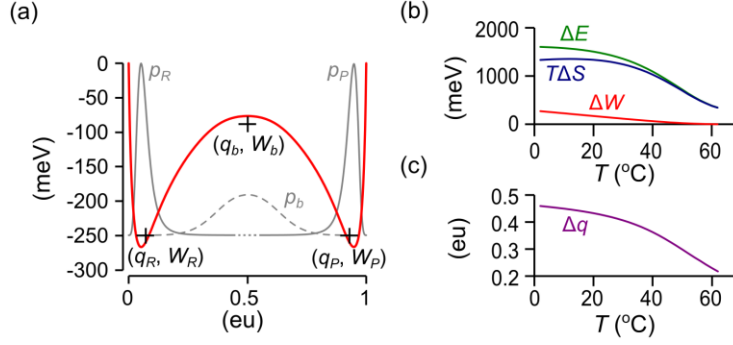 (a)
p_R
p_P
0
-50
-100
-150
-200
-250
-300
(meV)
(q_b, W_b)
p_b
(q_R, W_R)
(q_P, W_P)
0
0.5
1
(eu)
(b)
2000
1000
0
(meV)
ΔE
TΔS
ΔW
0
20
40
60
T (°C)
(c)
0.5
0.4
0.3
0.2
(eu)
Δq
0
20
40
60
T (°C)